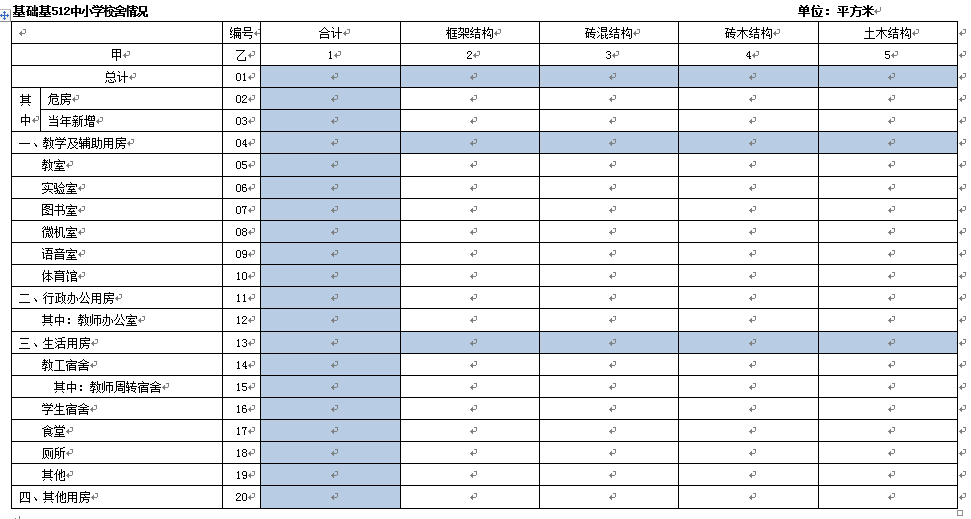 基础基512中小学校舍情况 单位：平方米
编号 合计 框架结构 砖混结构 砖木结构 土木结构
甲 乙 1 2 3 4 5
总计 01
其中 危房 02
当年新增 03
一、教学及辅助用房 04
教室 05
实验室 06
图书室 07
微机室 08
语音室 09
体育馆 10
二、行政办公用房 11
其中：教师办公室 12
三、生活用房 13
教工宿舍 14
其中：教师周转宿舍 15
学生宿舍 16
食堂 17
厕所 18
其他 19
四、其他用房 20